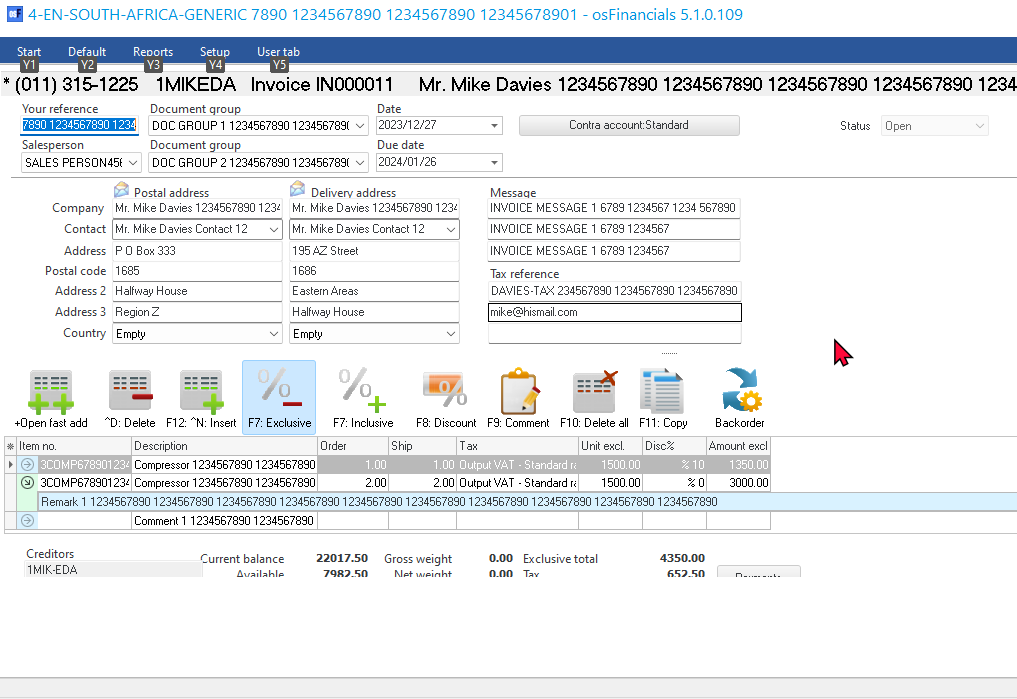 4-EN-SOUTH-AFRICA-GENERIC 7890 1234567890 1234567890 12345678901 - osFinancials 5.1.0.109
Start Default Reports Setup User tab
Y1 Y2 Y3 Y4 Y5
* (011) 315-1225 1MIKEDA Invoice IN000011 Mr. Mike Davies 1234567890 1234567890 1234567890 1234567890 1234
Your reference Document group Date
7890 1234567890 1234 DOC GROUP 1 1234567890 1234567890 2023/12/27 Contra account:Standard Status Open
Salesperson Document group Due date
SALES PERSON456 DOC GROUP 2 1234567890 1234567890 2024/01/26
Postal address Delivery address Message
Company Mr. Mike Davies 1234567890 1234 Mr. Mike Davies 1234567890 1234 INVOICE MESSAGE 1 6789 1234567 1234 567890
Contact Mr. Mike Davies Contact 12 Mr. Mike Davies Contact 12 INVOICE MESSAGE 1 6789 1234567
Address P O Box 333 195 AZ Street INVOICE MESSAGE 1 6789 1234567
Postal code 1685 1686 Tax reference
Address 2 Halfway House Eastern Areas DAVIES-TAX 234567890 1234567890 1234567890
Address 3 Region Z Halfway House mike@hismail.com
Country Empty Empty
+Open fast add ^D: Delete F12: ^N: Insert F7: Exclusive F7: Inclusive F8: Discount F9: Comment F10: Delete all F11: Copy Backorder
Item no. Description Order Ship Tax Unit excl. Disc% Amount excl
3COMP678901234 Compressor 1234567890 1234567890 1.00 1.00 Output VAT - Standard ra 1500.00 % 10 1350.00
3COMP678901234 Compressor 1234567890 1234567890 2.00 2.00 Output VAT - Standard ra 1500.00 % 0 3000.00
Remark 1 1234567890 1234567890 1234567890 1234567890 1234567890 1234567890 1234567890 1234567890
Comment 1 1234567890 1234567890
Creditors Current balance 22017.50 Gross weight 0.00 Exclusive total 4350.00
1MIK-EDA Available 7982.50 Net weight 0.00 Tax 652.50 Payments